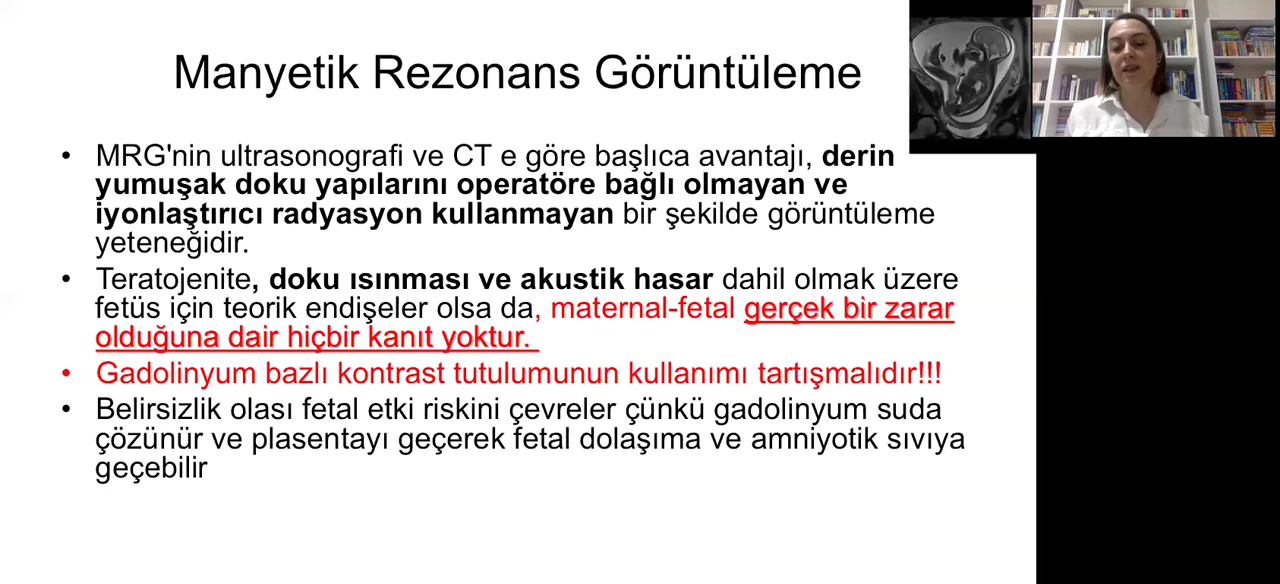 Manyetik Rezonans Görüntüleme
• MRG'nin ultrasonografi ve CT e göre başlıca avantajı, derin
yumuşak doku yapılarını operatöre bağlı olmayan ve
iyonlaştırıcı radyasyon kullanmayan bir şekilde görüntüleme
yeteneğidir.
• Teratojenite, doku ısınması ve akustik hasar dahil olmak üzere
fetüs için teorik endişeler olsa da, maternal-fetal gerçek bir zarar
olduğuna dair hiçbir kanıt yoktur.
• Gadolinyum bazlı kontrast tutulumunun kullanımı tartışmalıdır!!!
• Belirsizlik olası fetal etki riskini çevreler çünkü gadolinyum suda
çözünür ve plasentayı geçerek fetal dolaşıma ve amniyotik sıvıya
geçebilir